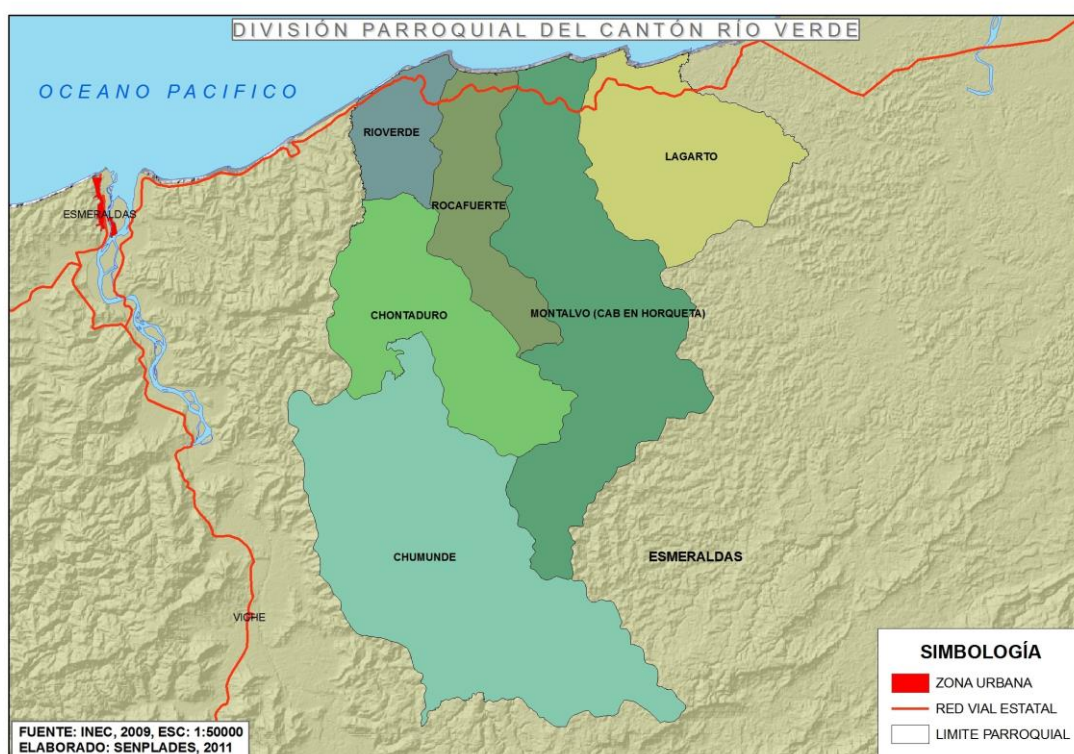 DIVISIÓN PARROQUIAL DEL CANTÓN RÍO VERDE
OCEANO PACIFICO
RIOVERDE
LAGARTO
ROCAFUERTE
ESMERALDAS
CHONTADURO
MONTALVO (CAB EN HORQUETA)
CHUMUNDE
ESMERALDAS
VICHE
SIMBOLOGÍA
ZONA URBANA
RED VIAL ESTATAL
LIMITE PARROQUIAL
FUENTE: INEC, 2009, ESC: 1:50000
ELABORADO: SENPLADES, 2011